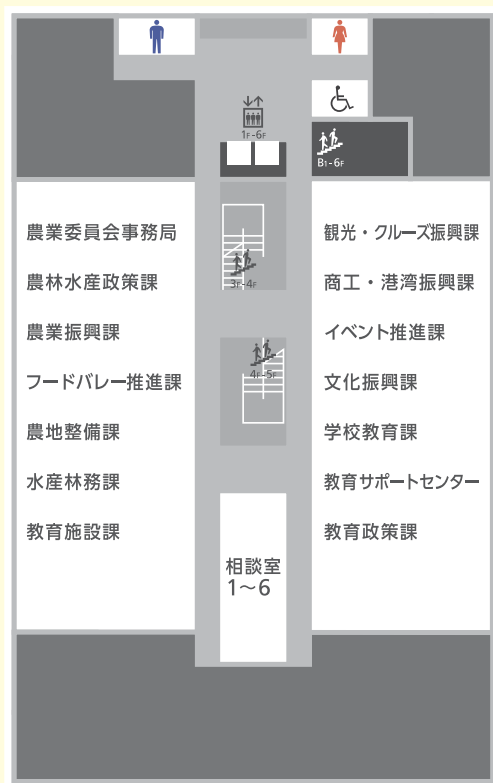 1F-6F
B1-6F
農業委員会事務局
農林水産政策課
農業振興課
フードバレー推進課
農地整備課
水産林務課
教育施設課
3F-4F
4F-5F
相談室
1〜6
観光・クルーズ振興課
商工・港湾振興課
イベント推進課
文化振興課
学校教育課
教育サポートセンター
教育政策課